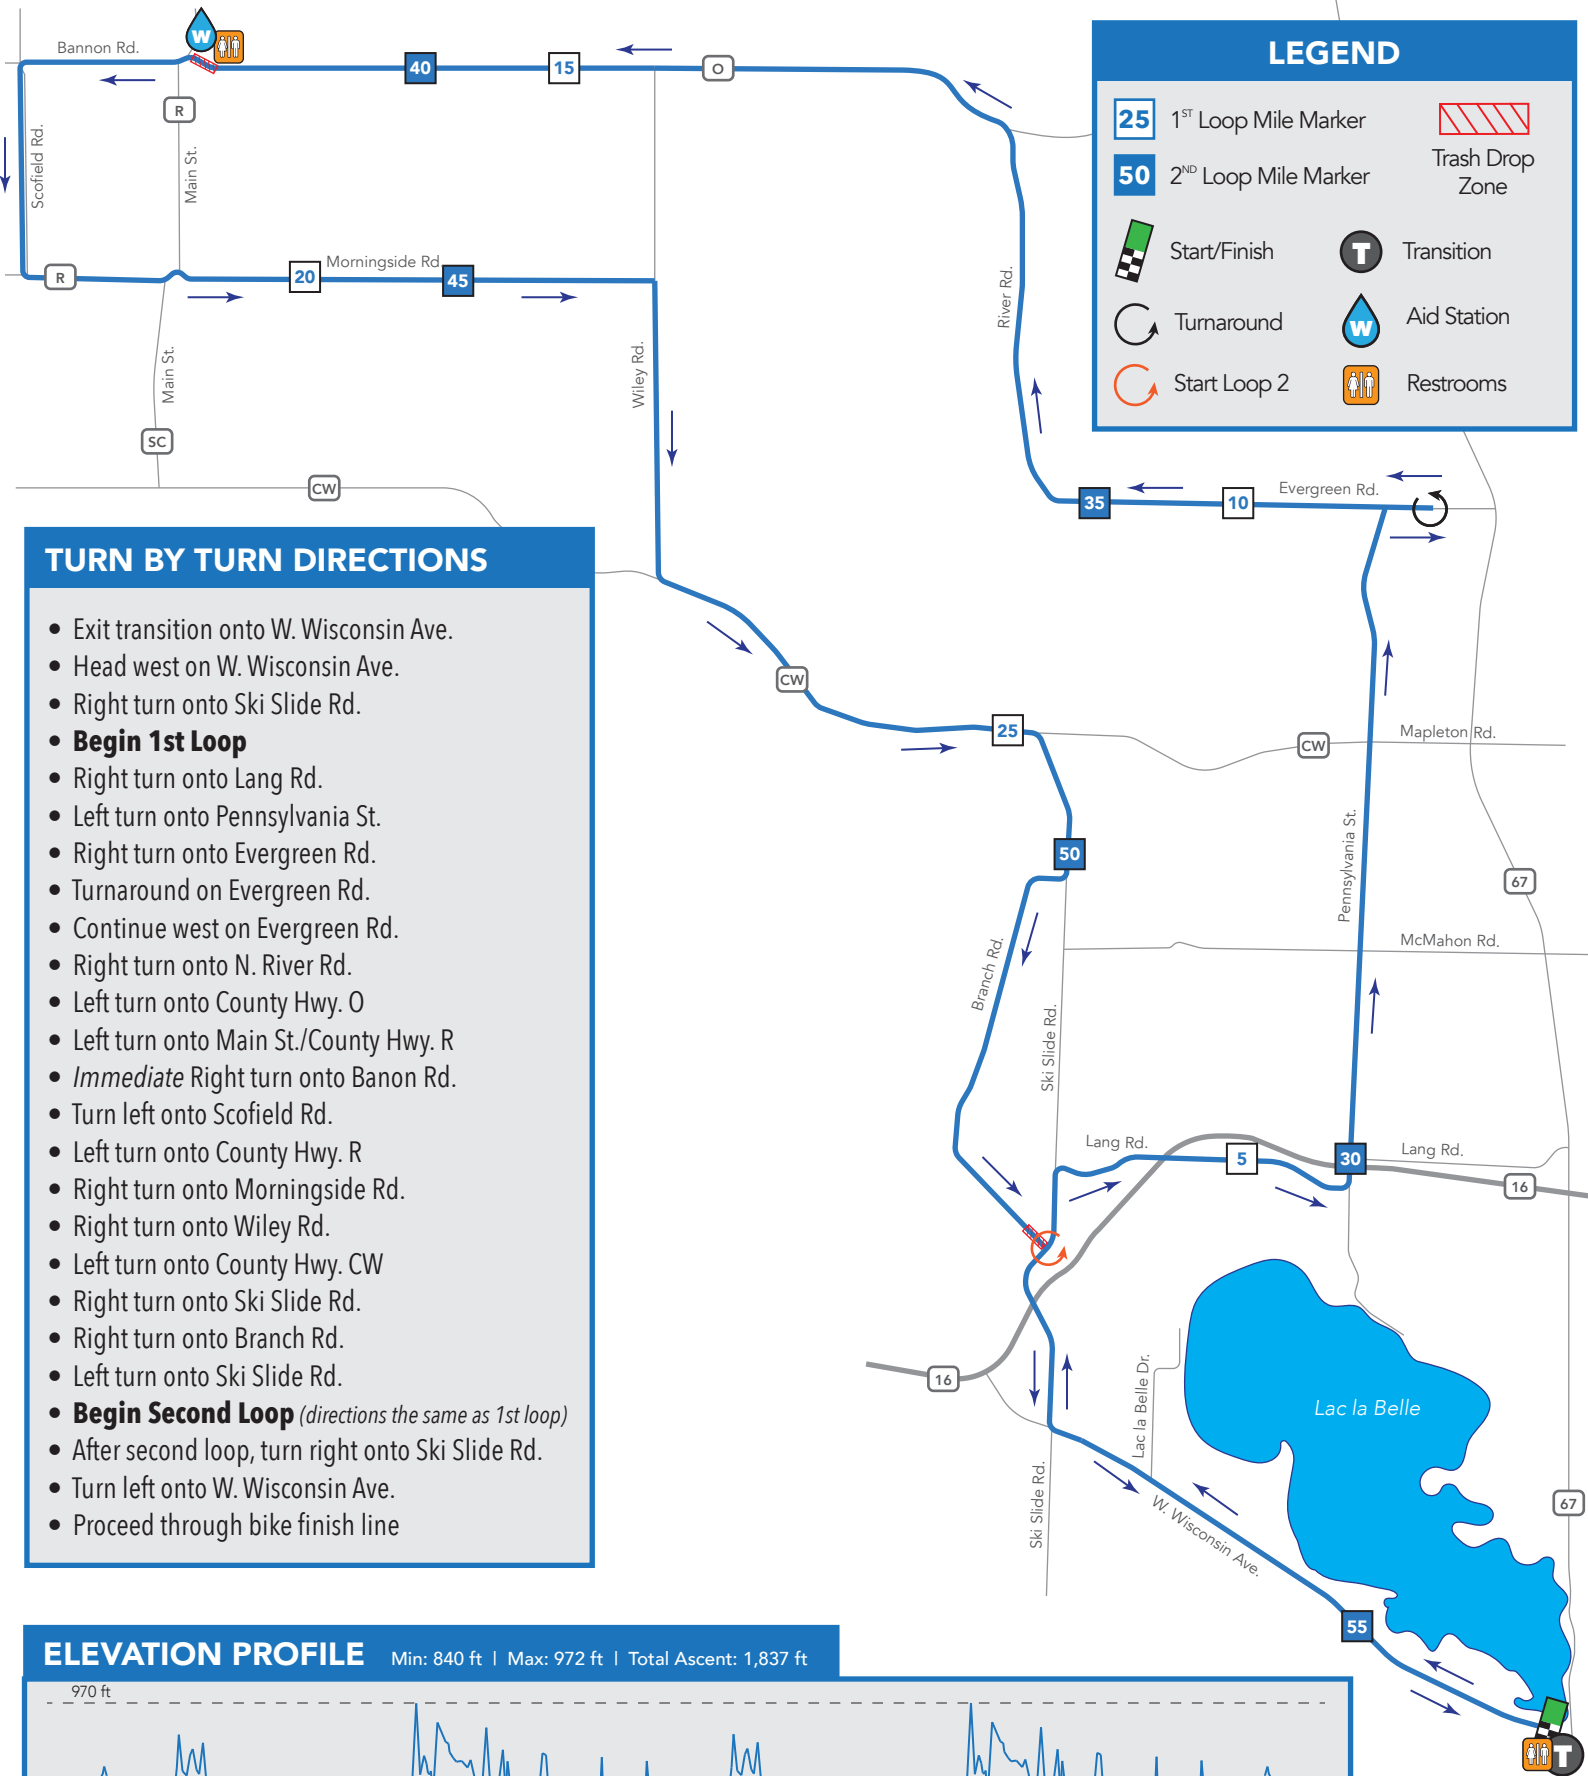 Bannon Rd.
W
40
15
O
R
Scofield Rd.
Main St.
R
20
Morningside Rd
45
Main St.
Wiley Rd.
SC
CW
River Rd.
LEGEND
25 1ST Loop Mile Marker
50 2ND Loop Mile Marker
Trash Drop
Zone
Start/Finish
T Transition
Turnaround
W Aid Station
Start Loop 2
Restrooms
35
10
Evergreen Rd.
TURN BY TURN DIRECTIONS
• Exit transition onto W. Wisconsin Ave.
• Head west on W. Wisconsin Ave.
• Right turn onto Ski Slide Rd.
• Begin 1st Loop
• Right turn onto Lang Rd.
• Left turn onto Pennsylvania St.
• Right turn onto Evergreen Rd.
• Turnaround on Evergreen Rd.
• Continue west on Evergreen Rd.
• Right turn onto N. River Rd.
• Left turn onto County Hwy. O
• Left turn onto Main St./County Hwy. R
• Immediate Right turn onto Banon Rd.
• Turn left onto Scofield Rd.
• Left turn onto County Hwy. R
• Right turn onto Morningside Rd.
• Right turn onto Wiley Rd.
• Left turn onto County Hwy. CW
• Right turn onto Ski Slide Rd.
• Right turn onto Branch Rd.
• Left turn onto Ski Slide Rd.
• Begin Second Loop (directions the same as 1st loop)
• After second loop, turn right onto Ski Slide Rd.
• Turn left onto W. Wisconsin Ave.
• Proceed through bike finish line
CW
25
CW
Mapleton Rd.
50
Pennsylvania St.
67
Branch Rd.
McMahon Rd.
Ski Slide Rd.
Lang Rd.
5
30
Lang Rd.
16
16
Lac la Belle Dr.
Lac la Belle
Ski Slide Rd.
W. Wisconsin Ave.
67
55
T
ELEVATION PROFILE Min: 840 ft | Max: 972 ft | Total Ascent: 1,837 ft
970 ft